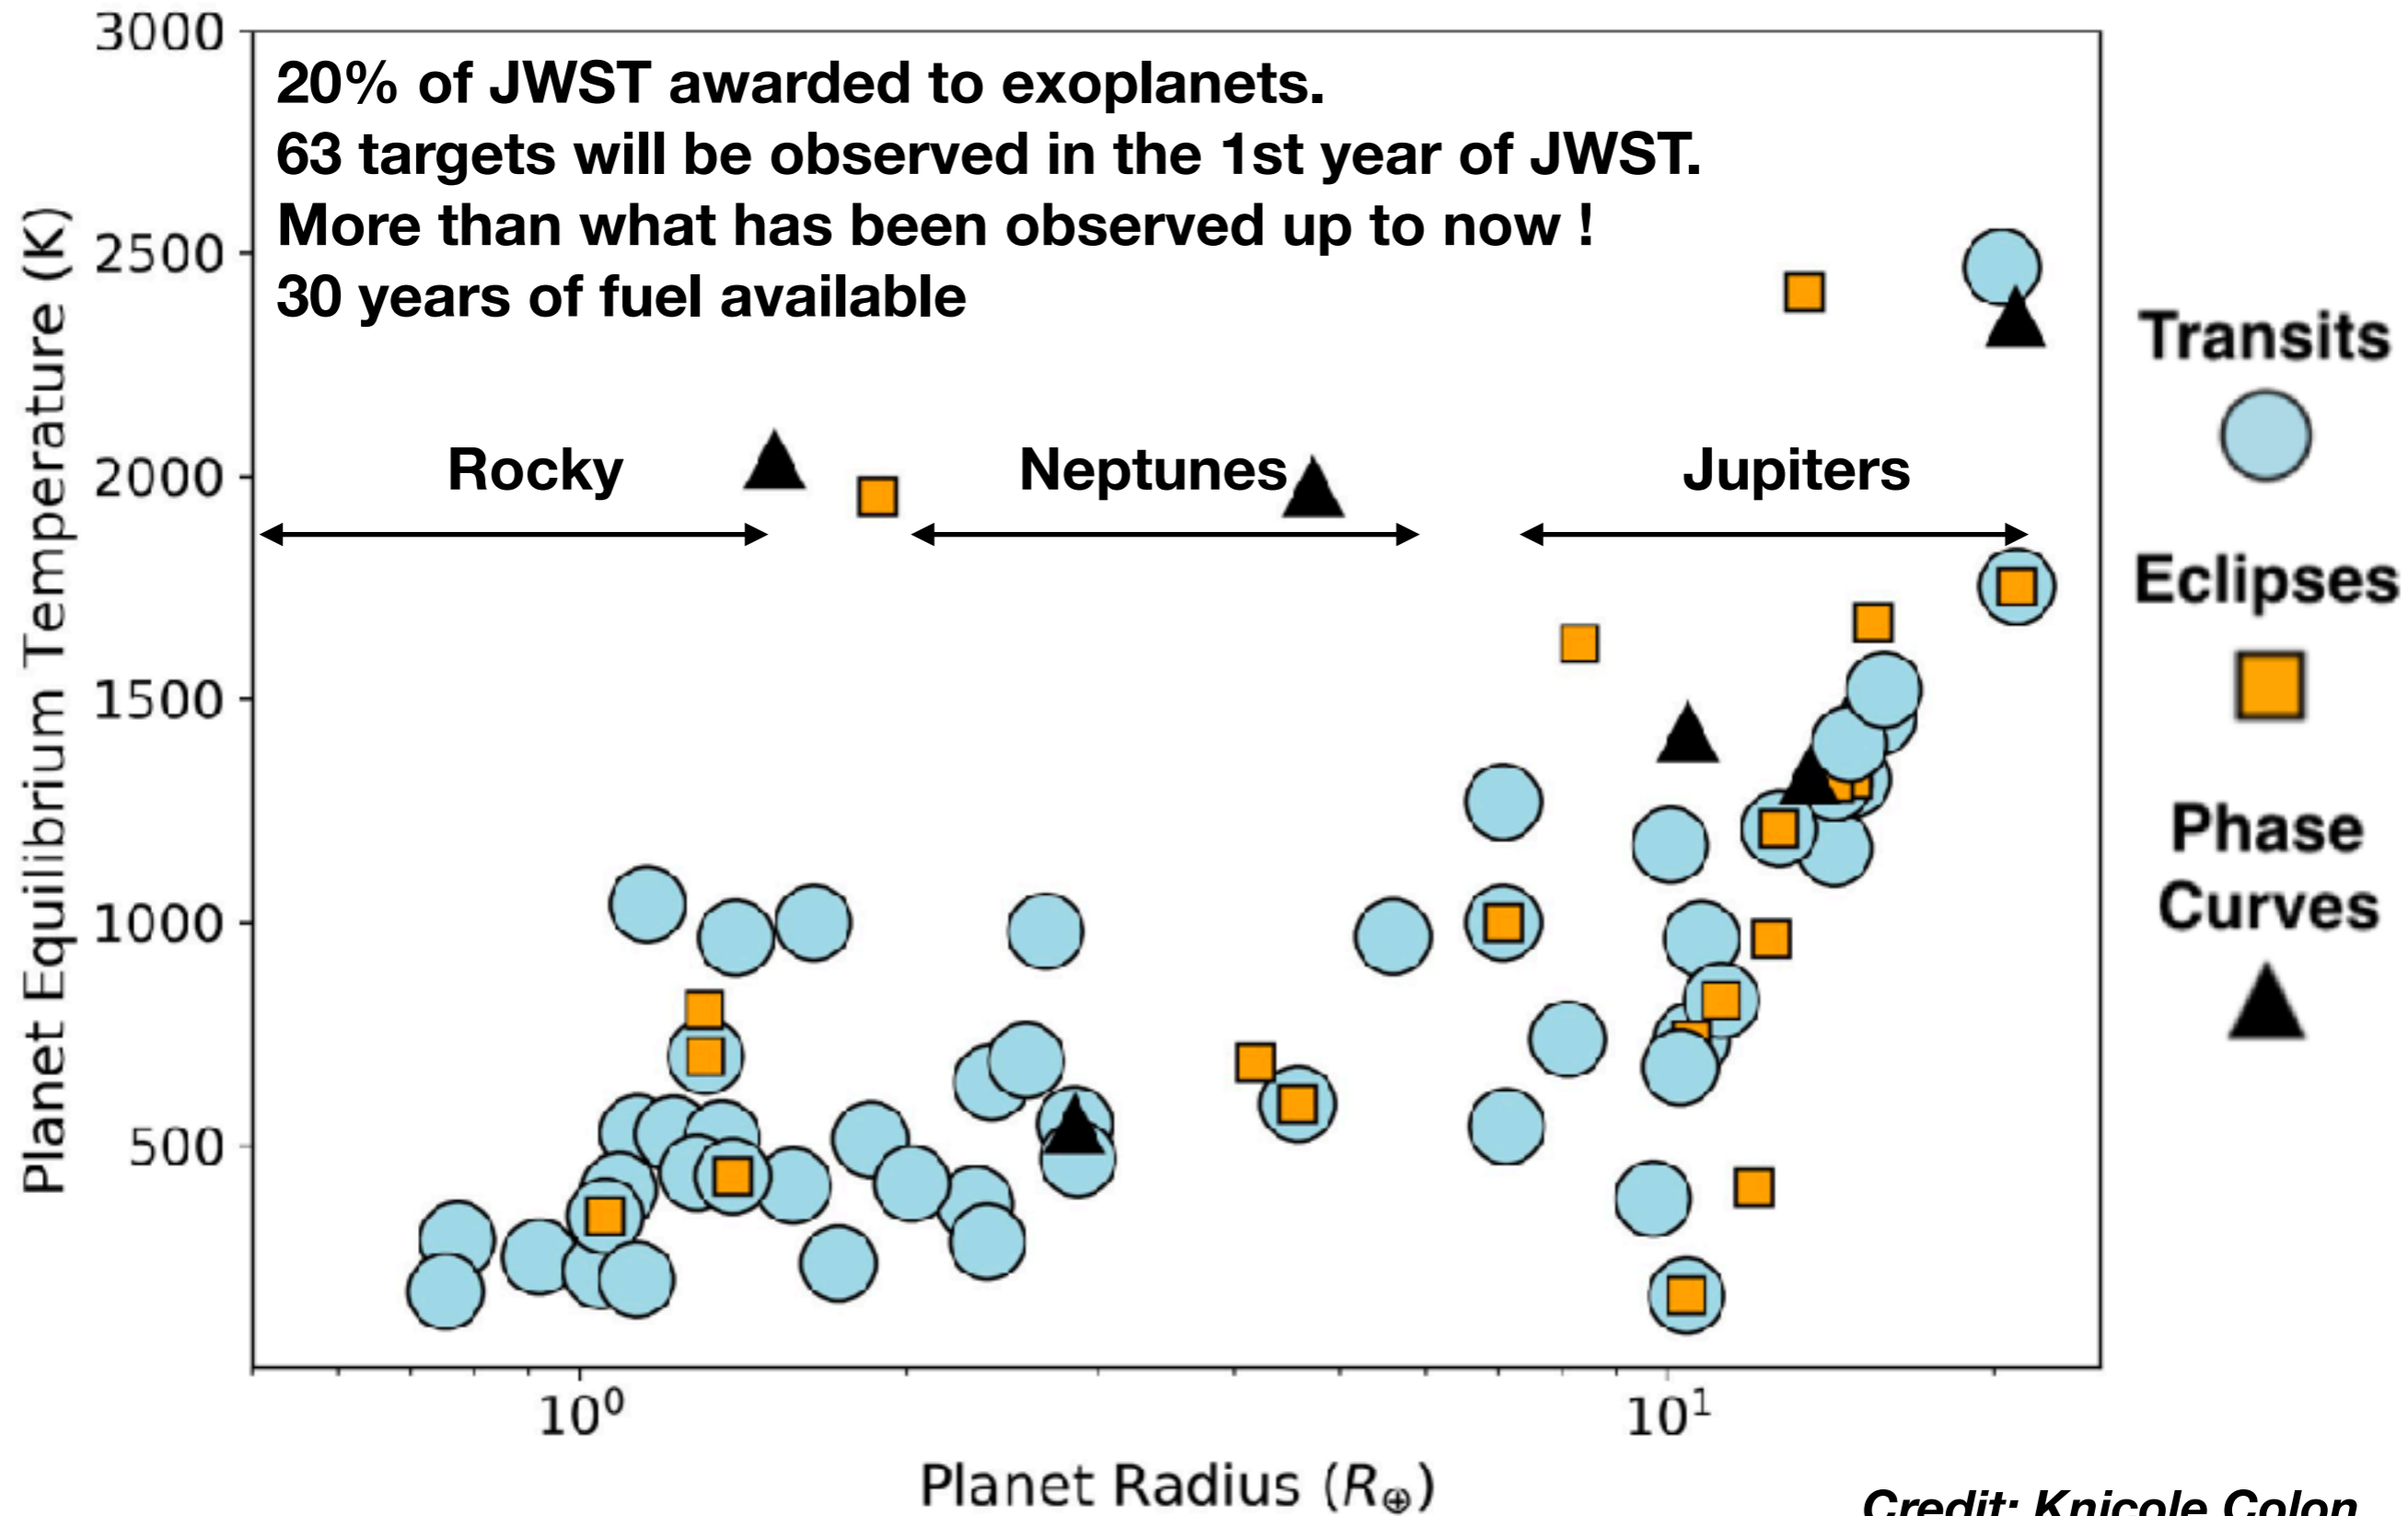 20% of JWST awarded to exoplanets.
63 targets will be observed in the 1st year of JWST.
More than what has been observed up to now !
30 years of fuel available
Rocky
Neptunes
Jupiters
Planet Equilibrium Temperature (K)
3000
2500
2000
1500
1000
500
10⁰
10¹
Planet Radius (R⊕)
Transits
Eclipses
Phase
Curves
Credit: Knicole Colon